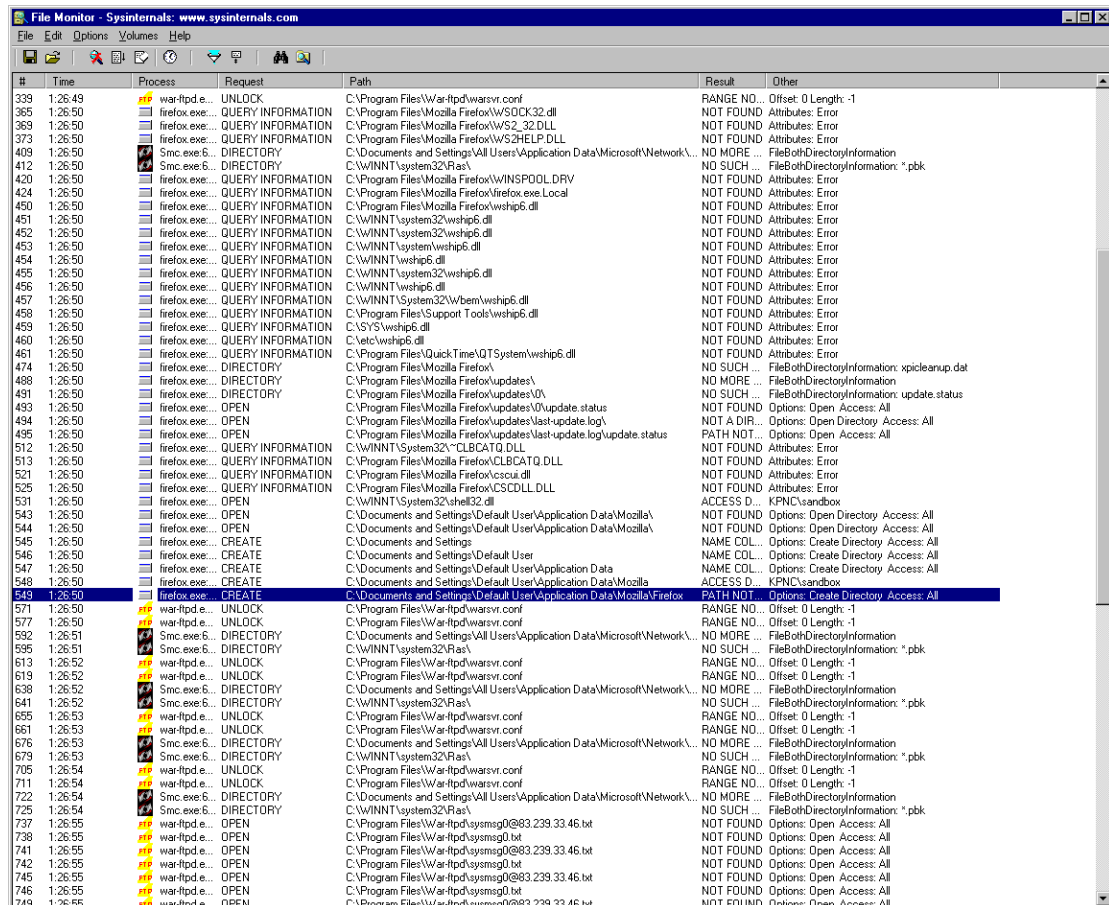 File Monitor - Sysinternals: www.sysinternals.com
File Edit Options Volumes Help
# Time Process Request Path Result Other
339 1:26:49 war-ftpd.e... UNLOCK C:\Program Files\War-ftpd\warsvr.conf RANGE NO... Offset: 0 Length: -1
365 1:26:50 firefox.exe:... QUERY INFORMATION C:\Program Files\Mozilla Firefox\WSOCK32.dll NOT FOUND Attributes: Error
369 1:26:50 firefox.exe:... QUERY INFORMATION C:\Program Files\Mozilla Firefox\WS2_32.DLL NOT FOUND Attributes: Error
373 1:26:50 firefox.exe:... QUERY INFORMATION C:\Program Files\Mozilla Firefox\WS2HELP.DLL NOT FOUND Attributes: Error
409 1:26:50 Smc.exe:6... DIRECTORY C:\Documents and Settings\All Users\Application Data\Microsoft\Network\... NO MORE ... FileBothDirectoryInformation
412 1:26:50 Smc.exe:6... DIRECTORY C:\WINNT\system32\Ras\ NO SUCH ... FileBothDirectoryInformation: *.pbk
420 1:26:50 firefox.exe:... QUERY INFORMATION C:\Program Files\Mozilla Firefox\WINSPOOL.DRV NOT FOUND Attributes: Error
424 1:26:50 firefox.exe:... QUERY INFORMATION C:\Program Files\Mozilla Firefox\firefox.exe.Local NOT FOUND Attributes: Error
450 1:26:50 firefox.exe:... QUERY INFORMATION C:\Program Files\Mozilla Firefox\wship6.dll NOT FOUND Attributes: Error
451 1:26:50 firefox.exe:... QUERY INFORMATION C:\WINNT\system32\wship6.dll NOT FOUND Attributes: Error
452 1:26:50 firefox.exe:... QUERY INFORMATION C:\WINNT\system32\wship6.dll NOT FOUND Attributes: Error
453 1:26:50 firefox.exe:... QUERY INFORMATION C:\WINNT\system\wship6.dll NOT FOUND Attributes: Error
454 1:26:50 firefox.exe:... QUERY INFORMATION C:\WINNT\wship6.dll NOT FOUND Attributes: Error
455 1:26:50 firefox.exe:... QUERY INFORMATION C:\WINNT\system32\wship6.dll NOT FOUND Attributes: Error
456 1:26:50 firefox.exe:... QUERY INFORMATION C:\WINNT\wship6.dll NOT FOUND Attributes: Error
457 1:26:50 firefox.exe:... QUERY INFORMATION C:\WINNT\System32\Wbem\wship6.dll NOT FOUND Attributes: Error
458 1:26:50 firefox.exe:... QUERY INFORMATION C:\Program Files\Support Tools\wship6.dll NOT FOUND Attributes: Error
459 1:26:50 firefox.exe:... QUERY INFORMATION C:\SYS\wship6.dll NOT FOUND Attributes: Error
460 1:26:50 firefox.exe:... QUERY INFORMATION C:\etc\wship6.dll NOT FOUND Attributes: Error
461 1:26:50 firefox.exe:... QUERY INFORMATION C:\Program Files\QuickTime\QTSystem\wship6.dll NOT FOUND Attributes: Error
474 1:26:50 firefox.exe:... DIRECTORY C:\Program Files\Mozilla Firefox\ NO SUCH ... FileBothDirectoryInformation: xpicleanup.dat
488 1:26:50 firefox.exe:... DIRECTORY C:\Program Files\Mozilla Firefox\updates\ NO MORE ... FileBothDirectoryInformation
491 1:26:50 firefox.exe:... DIRECTORY C:\Program Files\Mozilla Firefox\updates\0\ NO SUCH ... FileBothDirectoryInformation: update.status
493 1:26:50 firefox.exe:... OPEN C:\Program Files\Mozilla Firefox\updates\0\update.status NOT FOUND Options: Open Access: All
494 1:26:50 firefox.exe:... OPEN C:\Program Files\Mozilla Firefox\updates\last-update.log\ NOT A DIR... Options: Open Directory Access: All
495 1:26:50 firefox.exe:... OPEN C:\Program Files\Mozilla Firefox\updates\last-update.log\update.status PATH NOT... Options: Open Access: All
512 1:26:50 firefox.exe:... QUERY INFORMATION C:\WINNT\System32\~CLBCATQ.DLL NOT FOUND Attributes: Error
513 1:26:50 firefox.exe:... QUERY INFORMATION C:\Program Files\Mozilla Firefox\CLBCATQ.DLL NOT FOUND Attributes: Error
521 1:26:50 firefox.exe:... QUERY INFORMATION C:\Program Files\Mozilla Firefox\cscui.dll NOT FOUND Attributes: Error
525 1:26:50 firefox.exe:... QUERY INFORMATION C:\Program Files\Mozilla Firefox\CSCDLL.DLL NOT FOUND Attributes: Error
531 1:26:50 firefox.exe:... OPEN C:\WINNT\System32\shell32.dll ACCESS D... KPNC\sandbox
543 1:26:50 firefox.exe:... OPEN C:\Documents and Settings\Default User\Application Data\Mozilla\ NOT FOUND Options: Open Directory Access: All
544 1:26:50 firefox.exe:... OPEN C:\Documents and Settings\Default User\Application Data\Mozilla\ NOT FOUND Options: Open Directory Access: All
545 1:26:50 firefox.exe:... CREATE C:\Documents and Settings NAME COL... Options: Create Directory Access: All
546 1:26:50 firefox.exe:... CREATE C:\Documents and Settings\Default User NAME COL... Options: Create Directory Access: All
547 1:26:50 firefox.exe:... CREATE C:\Documents and Settings\Default User\Application Data NAME COL... Options: Create Directory Access: All
548 1:26:50 firefox.exe:... CREATE C:\Documents and Settings\Default User\Application Data\Mozilla ACCESS D... KPNC\sandbox
549 1:26:50 firefox.exe:... CREATE C:\Documents and Settings\Default User\Application Data\Mozilla\Firefox PATH NOT... Options: Create Directory Access: All
571 1:26:50 FTP war-ftpd.e... UNLOCK C:\Program Files\War-ftpd\warsvr.conf RANGE NO... Offset: 0 Length: -1
577 1:26:50 FTP war-ftpd.e... UNLOCK C:\Program Files\War-ftpd\warsvr.conf RANGE NO... Offset: 0 Length: -1
592 1:26:51 Smc.exe:6... DIRECTORY C:\Documents and Settings\All Users\Application Data\Microsoft\Network\... NO MORE ... FileBothDirectoryInformation
595 1:26:51 Smc.exe:6... DIRECTORY C:\WINNT\system32\Ras\ NO SUCH ... FileBothDirectoryInformation: *.pbk
613 1:26:52 FTP war-ftpd.e... UNLOCK C:\Program Files\War-ftpd\warsvr.conf RANGE NO... Offset: 0 Length: -1
619 1:26:52 FTP war-ftpd.e... UNLOCK C:\Program Files\War-ftpd\warsvr.conf RANGE NO... Offset: 0 Length: -1
638 1:26:52 Smc.exe:6... DIRECTORY C:\Documents and Settings\All Users\Application Data\Microsoft\Network\... NO MORE ... FileBothDirectoryInformation
641 1:26:52 Smc.exe:6... DIRECTORY C:\WINNT\system32\Ras\ NO SUCH ... FileBothDirectoryInformation: *.pbk
655 1:26:53 FTP war-ftpd.e... UNLOCK C:\Program Files\War-ftpd\warsvr.conf RANGE NO... Offset: 0 Length: -1
661 1:26:53 FTP war-ftpd.e... UNLOCK C:\Program Files\War-ftpd\warsvr.conf RANGE NO... Offset: 0 Length: -1
676 1:26:53 Smc.exe:6... DIRECTORY C:\Documents and Settings\All Users\Application Data\Microsoft\Network\... NO MORE ... FileBothDirectoryInformation
679 1:26:53 Smc.exe:6... DIRECTORY C:\WINNT\system32\Ras\ NO SUCH ... FileBothDirectoryInformation: *.pbk
705 1:26:54 FTP war-ftpd.e... UNLOCK C:\Program Files\War-ftpd\warsvr.conf RANGE NO... Offset: 0 Length: -1
711 1:26:54 FTP war-ftpd.e... UNLOCK C:\Program Files\War-ftpd\warsvr.conf RANGE NO... Offset: 0 Length: -1
722 1:26:54 Smc.exe:6... DIRECTORY C:\Documents and Settings\All Users\Application Data\Microsoft\Network\... NO MORE ... FileBothDirectoryInformation
725 1:26:54 Smc.exe:6... DIRECTORY C:\WINNT\system32\Ras\ NO SUCH ... FileBothDirectoryInformation: *.pbk
737 1:26:55 FTP war-ftpd.e... OPEN C:\Program Files\War-ftpd\sysmsg0@83.239.33.46.txt NOT FOUND Options: Open Access: All
738 1:26:55 FTP war-ftpd.e... OPEN C:\Program Files\War-ftpd\sysmsg0.txt NOT FOUND Options: Open Access: All
741 1:26:55 FTP war-ftpd.e... OPEN C:\Program Files\War-ftpd\sysmsg0@83.239.33.46.txt NOT FOUND Options: Open Access: All
742 1:26:55 FTP war-ftpd.e... OPEN C:\Program Files\War-ftpd\sysmsg0.txt NOT FOUND Options: Open Access: All
745 1:26:55 FTP war-ftpd.e... OPEN C:\Program Files\War-ftpd\sysmsg0@83.239.33.46.txt NOT FOUND Options: Open Access: All
746 1:26:55 FTP war-ftpd.e... OPEN C:\Program Files\War-ftpd\sysmsg0.txt NOT FOUND Options: Open Access: All
749 1:26:55 FTP war-ftpd.e... OPEN C:\Program Files\War-ftpd\sysmsg0@83.239.33.46.txt NOT FOUND Options: Open Access: All